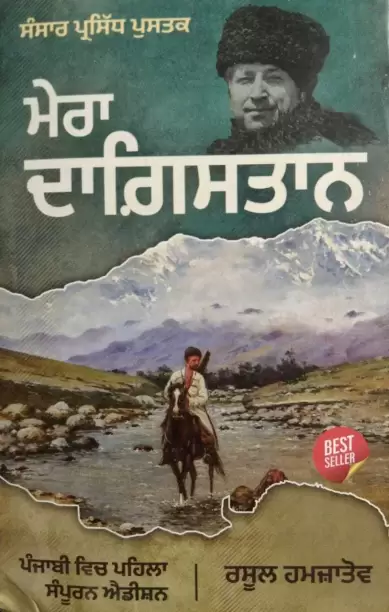 ਸੰਸਾਰ ਪ੍ਰਸਿੱਧ ਪੁਸਤਕ
ਮੇਰਾ
ਦਾਗ਼ਿਸਤਾਨ
BEST
SELLER
ਪੰਜਾਬੀ ਵਿਚ ਪਹਿਲਾ
ਸੰਪੂਰਨ ਐਡੀਸ਼ਨ
ਰਸੂਲ ਹਮਜ਼ਾਤੋਵ